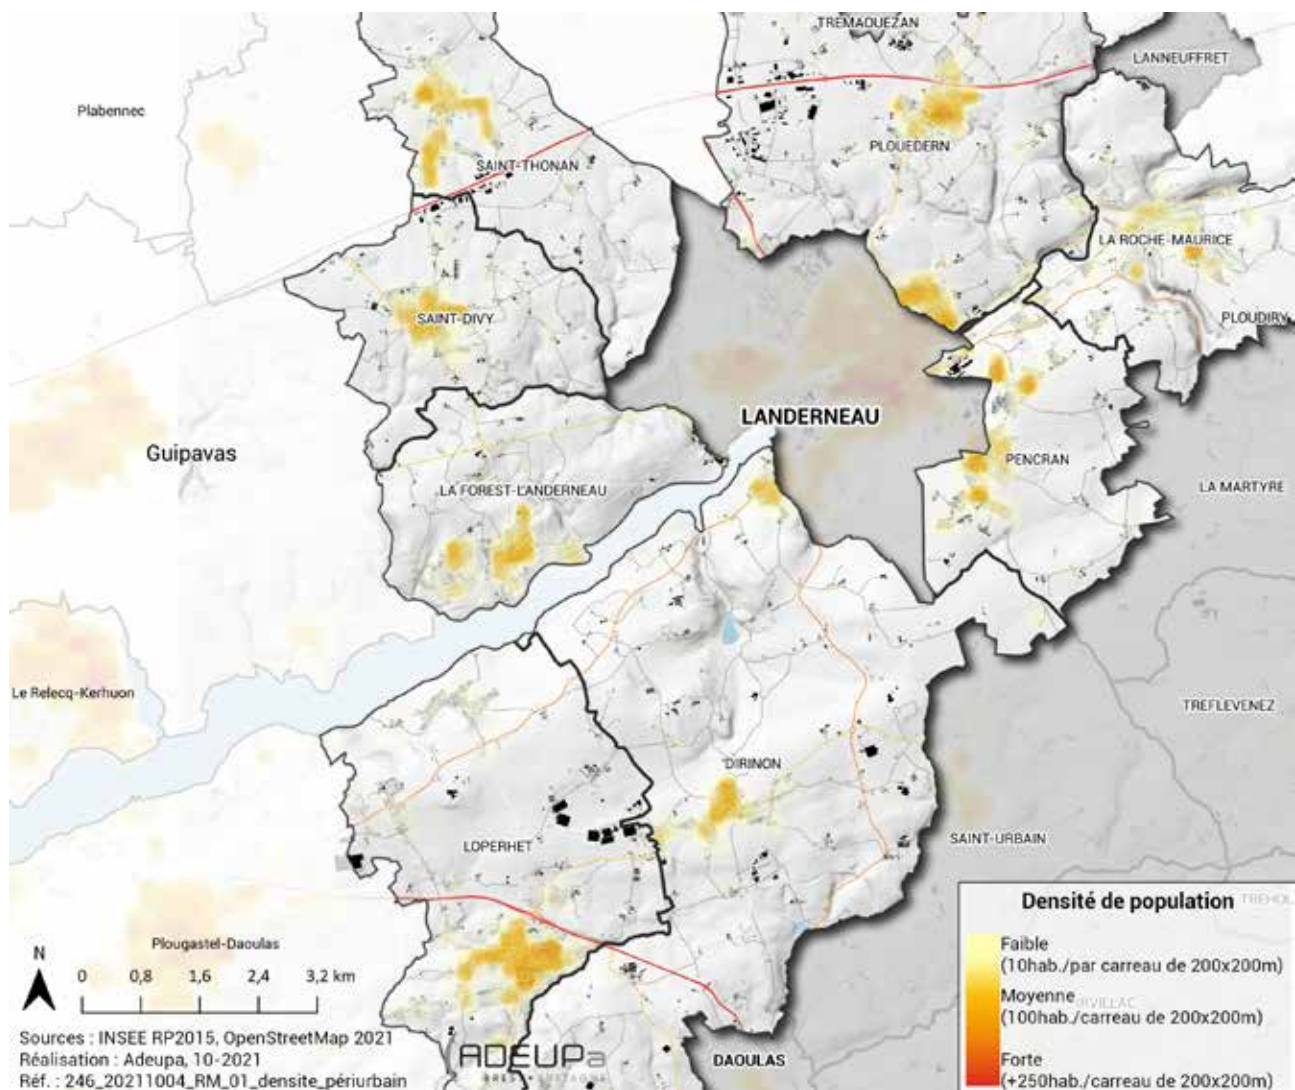 TREMAOUEZAN
LANNEUFFRET
Plabennec
PLOUEDERN
SAINT-THONAN
LA ROCHE-MAURICE
SAINT-DIVY
PLOUDIRY
LANDERNEAU
Guipavas
PENCRAN
LA FOREST-LANDERNEAU
LA MARTYRE
Le Relecq-Kerhuon
TREFLEVENEZ
DIRINON
LOPERHET
SAINT-URBAIN
Plougastel-Daoulas
DAOULAS
Densité de population
Faible
(10hab./par carreau de 200x200m)
Moyenne
(100hab./carreau de 200x200m)
Forte
(+250hab./carreau de 200x200m)
N
0 0,8 1,6 2,4 3,2 km
Sources : INSEE RP2015, OpenStreetMap 2021
Réalisation : Adeupa, 10-2021
Réf. : 246_20211004_RM_01_densite_périurbain
ADEUPa
BREST • BRETAGNE